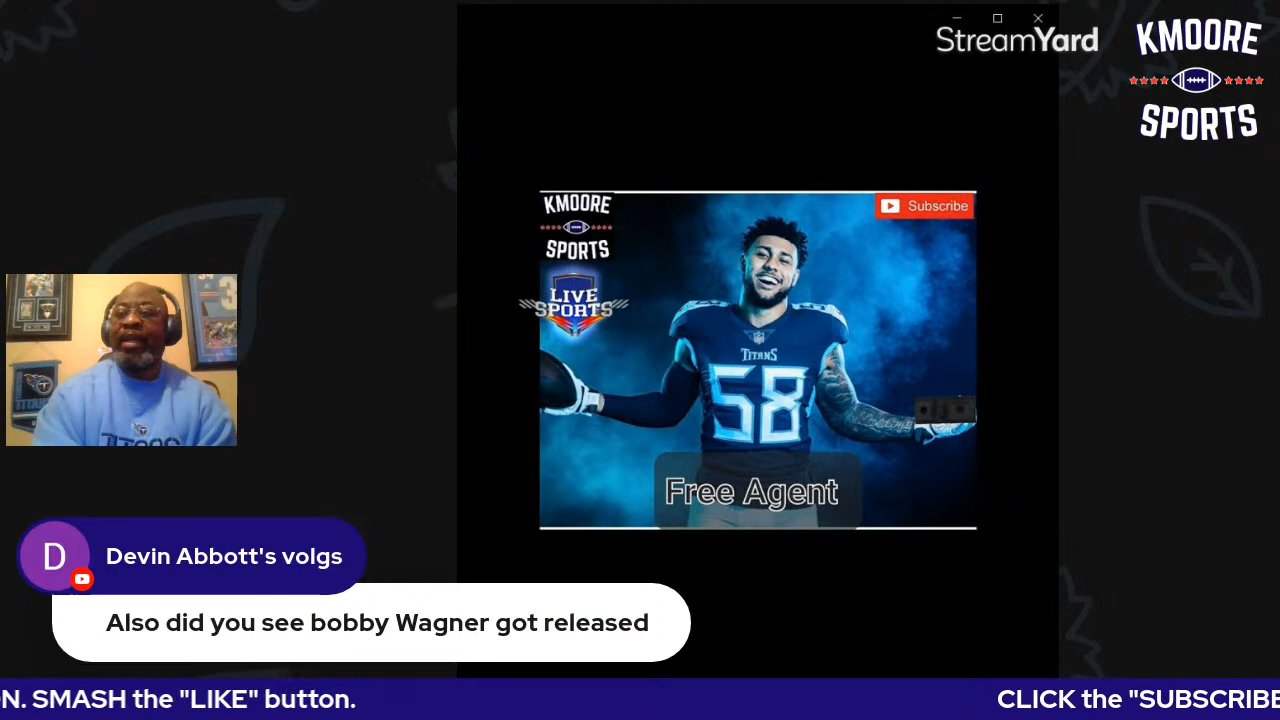 StreamYard
KMOORE
SPORTS
KMOORE
SPORTS
Subscribe
LIVE
SPORTS
TITANS
58
Free Agent
TITANS
D
Devin Abbott's volgs
Also did you see bobby Wagner got released
N. SMASH the "LIKE" button.
CLICK the "SUBSCRIBE